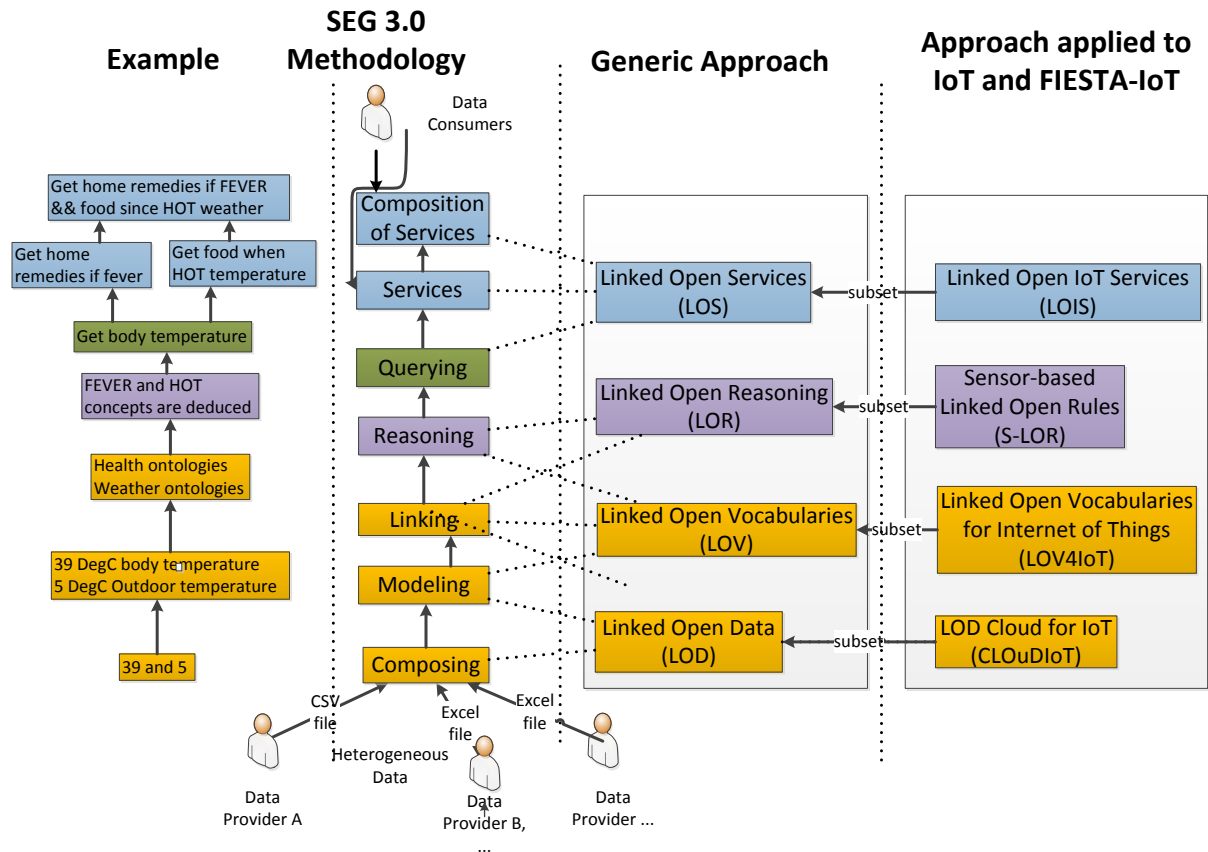 Example
SEG 3.0
Methodology
Generic Approach
Approach applied to
IoT and FIESTA-IoT
Data
Consumers
Get home remedies if FEVER
&& food since HOT weather
Get home
remedies if fever
Get food when
HOT temperature
Get body temperature
FEVER and HOT
concepts are deduced
Health ontologies
Weather ontologies
39 DegC body temperature
5 DegC Outdoor temperature
39 and 5
Composition
of Services
Services
Querying
Reasoning
Linking
Modeling
Composing
Linked Open Services
(LOS)
Linked Open Reasoning
(LOR)
Linked Open Vocabularies
(LOV)
Linked Open Data
(LOD)
subset
subset
subset
subset
Linked Open IoT Services
(LOIS)
Sensor-based
Linked Open Rules
(S-LOR)
Linked Open Vocabularies
for Internet of Things
(LOV4IoT)
LOD Cloud for IoT
(CLOuDIoT)
CSV
file
Excel
file
Excel
file
Heterogeneous
Data
Data
Provider A
Data
Provider B,
...
Data
Provider ...